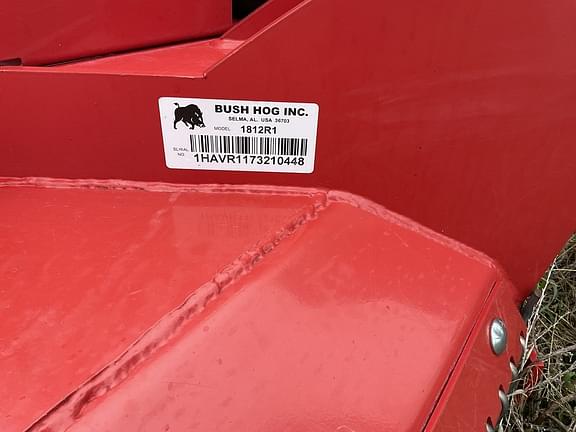 BUSH HOG INC.
SELMA, AL. USA 36703
MODEL 1812R1
SERIAL NO. 1HAVR1173210448